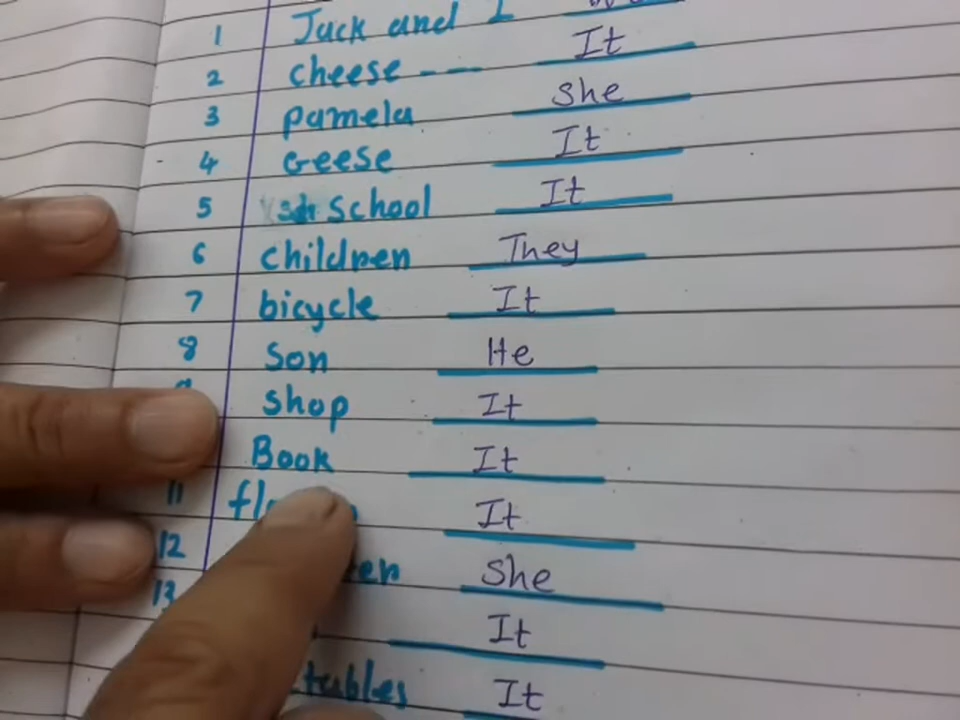 1 Jack and I
2 cheese --- It
3 pamela She
4 Geese It
5 School It
6 children They
7 bicycle It
8 Son He
Shop It
Book It
11 It
12 She
13 It
It